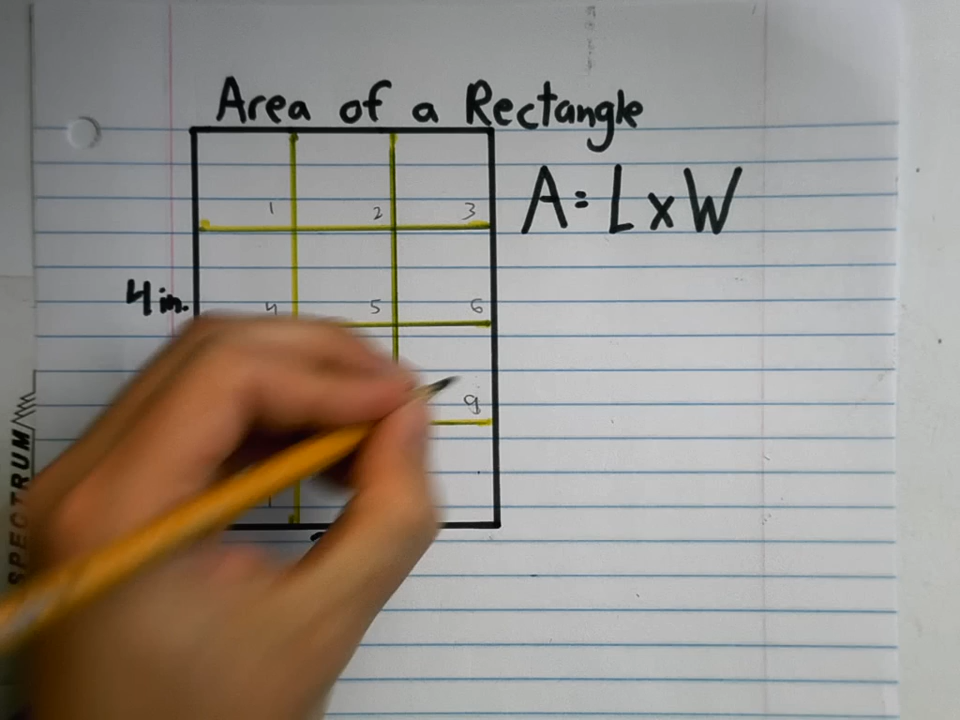 Area of a Rectangle
A = L x W
1 2 3
4 in.
4 5 6
9
SPECTRUM